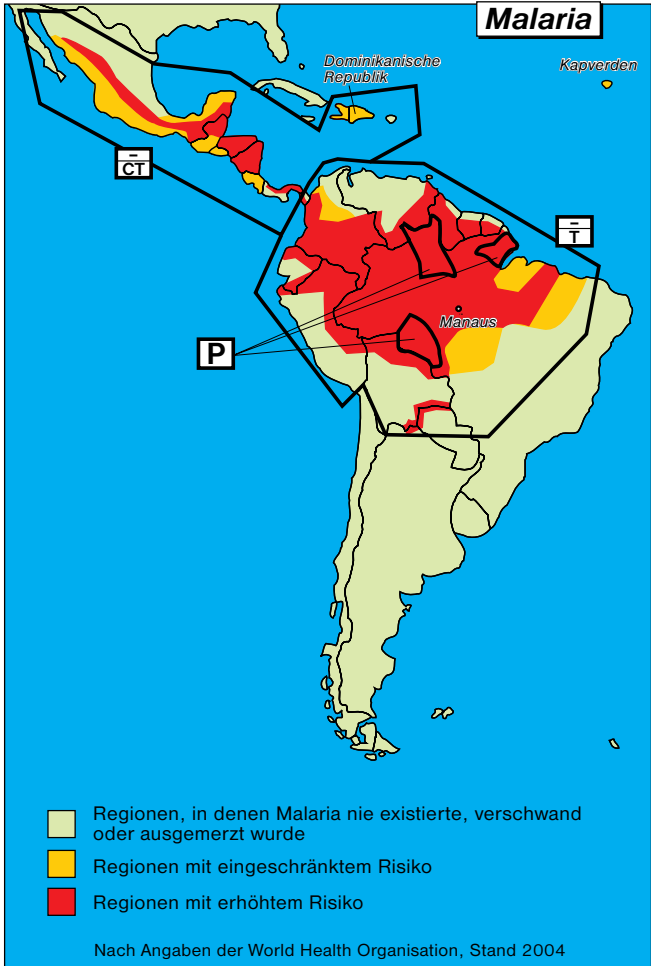 Malaria
Dominikanische
Republik
Kapverden
–
CT
–
T
Manaus
P
Regionen, in denen Malaria nie existierte, verschwand
oder ausgemerzt wurde
Regionen mit eingeschränktem Risiko
Regionen mit erhöhtem Risiko
Nach Angaben der World Health Organisation, Stand 2004